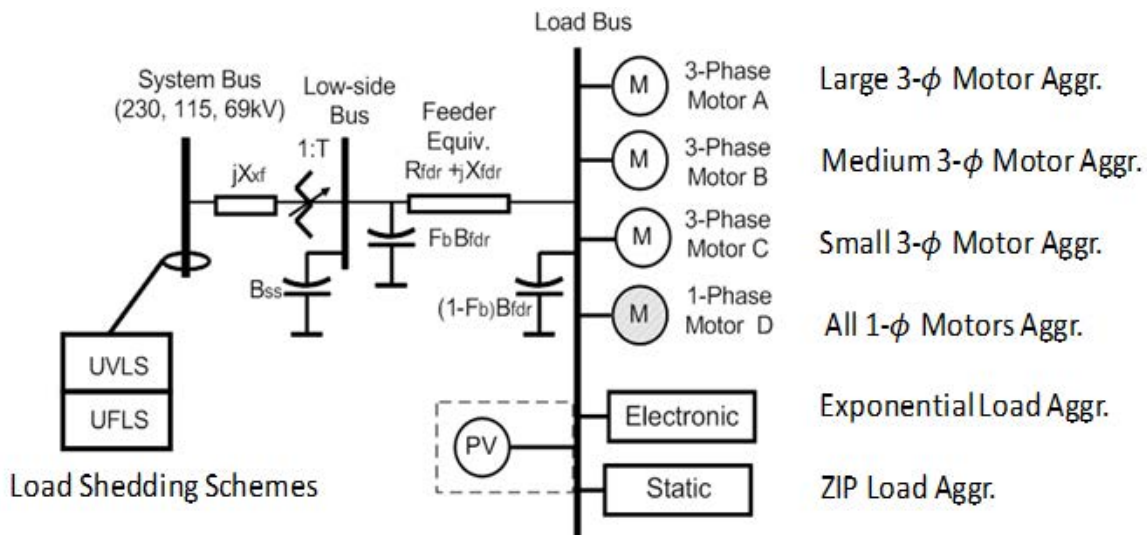 Load Bus
System Bus
(230, 115, 69kV)
Low-side
Bus
1:T
jXxf
Feeder
Equiv.
Rfdr +jXfdr
FbBfdr
Bss
(1-Fb)Bfdr
UVLS
UFLS
Load Shedding Schemes
M
3-Phase
Motor A
Large 3-ϕ Motor Aggr.
M
3-Phase
Motor B
Medium 3-ϕ Motor Aggr.
M
3-Phase
Motor C
Small 3-ϕ Motor Aggr.
M
1-Phase
Motor D
All 1-ϕ Motors Aggr.
Electronic
Exponential Load Aggr.
PV
Static
ZIP Load Aggr.